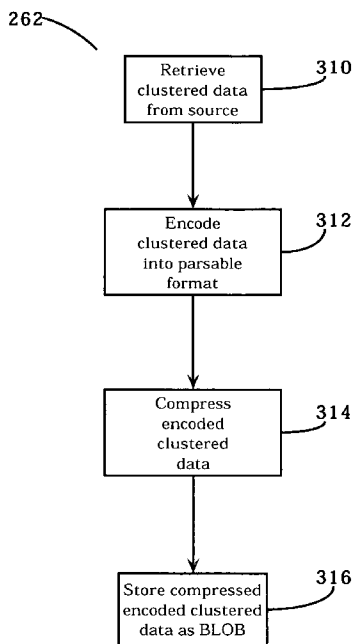 262
Retrieve
clustered data
from source
310
Encode
clustered data
into parsable
format
312
Compress
encoded
clustered
data
314
Store compressed
encoded clustered
data as BLOB
316